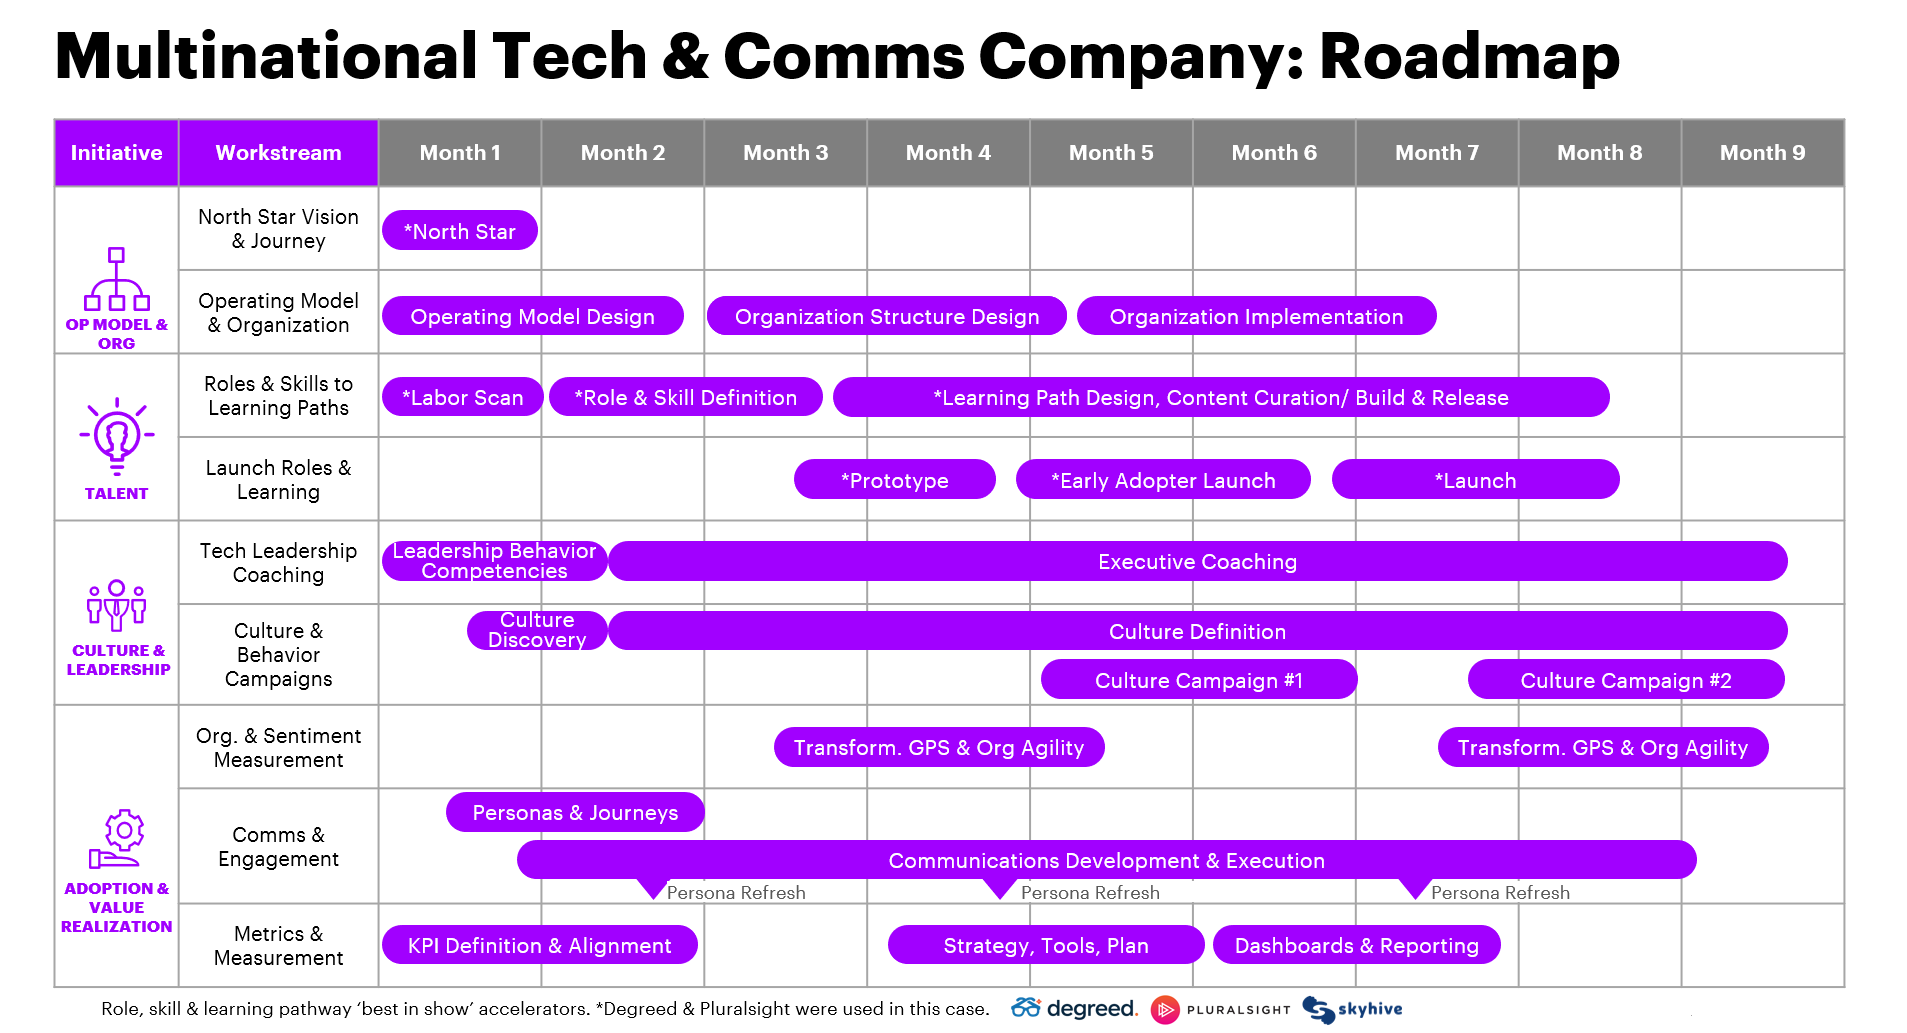 Multinational Tech & Comms Company: Roadmap
Initiative
Workstream
Month 1
Month 2
Month 3
Month 4
Month 5
Month 6
Month 7
Month 8
Month 9
OP MODEL &
ORG
North Star Vision
& Journey
*North Star
Operating Model
& Organization
Operating Model Design
Organization Structure Design
Organization Implementation
TALENT
Roles & Skills to
Learning Paths
*Labor Scan
*Role & Skill Definition
*Learning Path Design, Content Curation/ Build & Release
Launch Roles &
Learning
*Prototype
*Early Adopter Launch
*Launch
CULTURE &
LEADERSHIP
Tech Leadership
Coaching
Leadership Behavior
Competencies
Executive Coaching
Culture &
Behavior
Campaigns
Culture
Discovery
Culture Definition
Culture Campaign #1
Culture Campaign #2
ADOPTION &
VALUE
REALIZATION
Org. & Sentiment
Measurement
Transform. GPS & Org Agility
Transform. GPS & Org Agility
Comms &
Engagement
Personas & Journeys
Communications Development & Execution
Persona Refresh
Persona Refresh
Persona Refresh
Metrics &
Measurement
KPI Definition & Alignment
Strategy, Tools, Plan
Dashboards & Reporting
Role, skill & learning pathway ‘best in show’ accelerators. *Degreed & Pluralsight were used in this case.
degreed.
PLURALSIGHT
skyhive